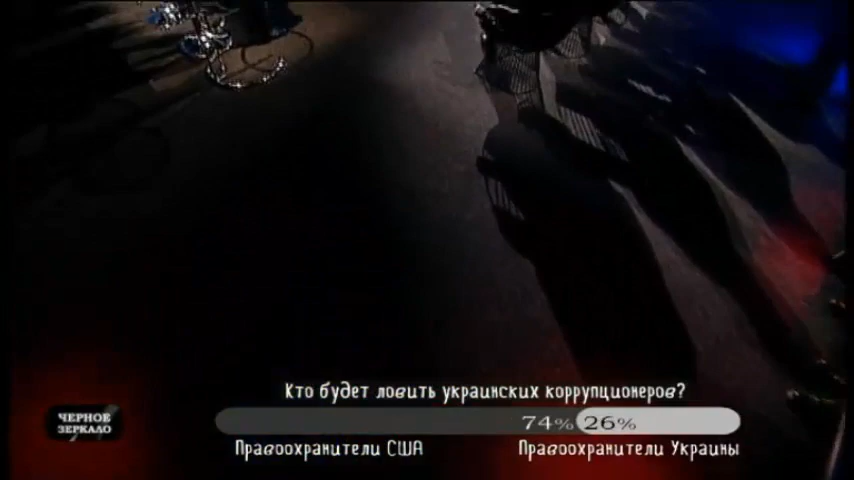 Кто будет ловить украинских коррупционеров?
ЧЕРНОЕ
ЗЕРКАЛО
74% 26%
Правоохранители США Правоохранители Украины